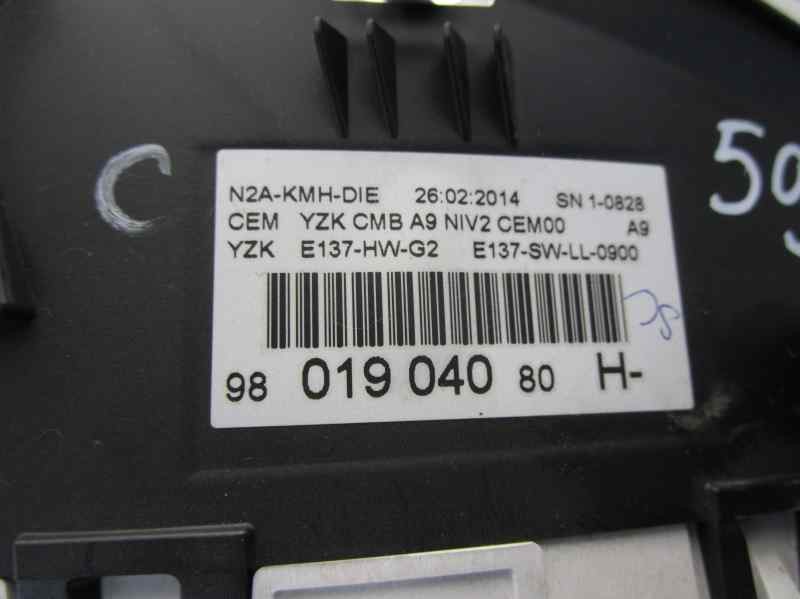 C
N2A-KMH-DIE 26:02:2014 SN 1-0828
CEM YZK CMB A9 NIV2 CEM00 A9
YZK E137-HW-G2 E137-SW-LL-0900
98 019 040 80 H-